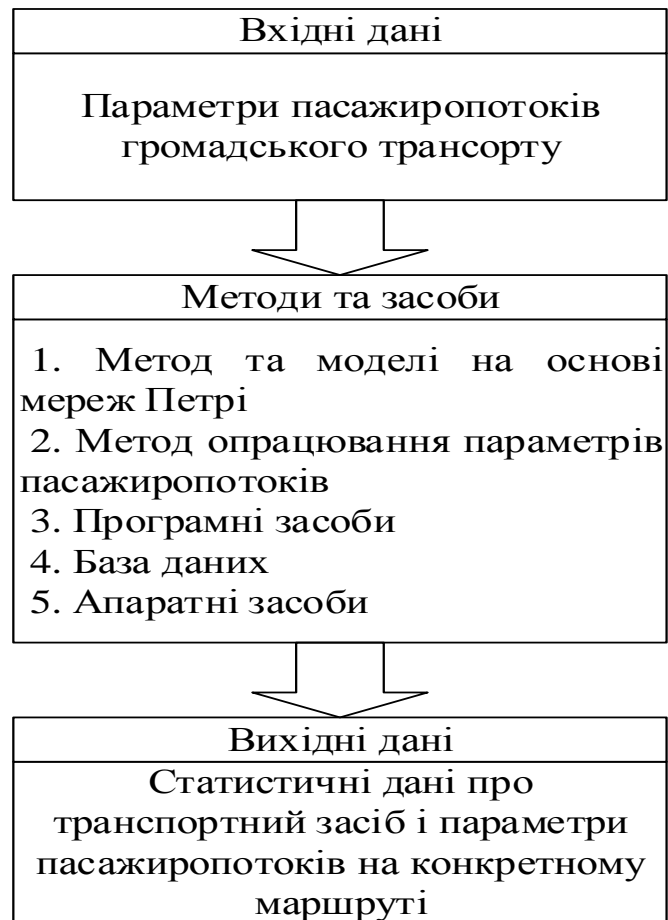 Вхідні дані
Параметри пасажиропотоків
громадського трансорту
Методи та засоби
1. Метод та моделі на основі
мереж Петрі
2. Метод опрацювання параметрів
пасажиропотоків
3. Програмні засоби
4. База даних
5. Апаратні засоби
Вихідні дані
Статистичні дані про
транспортний засіб і параметри
пасажиропотоків на конкретному
маршруті